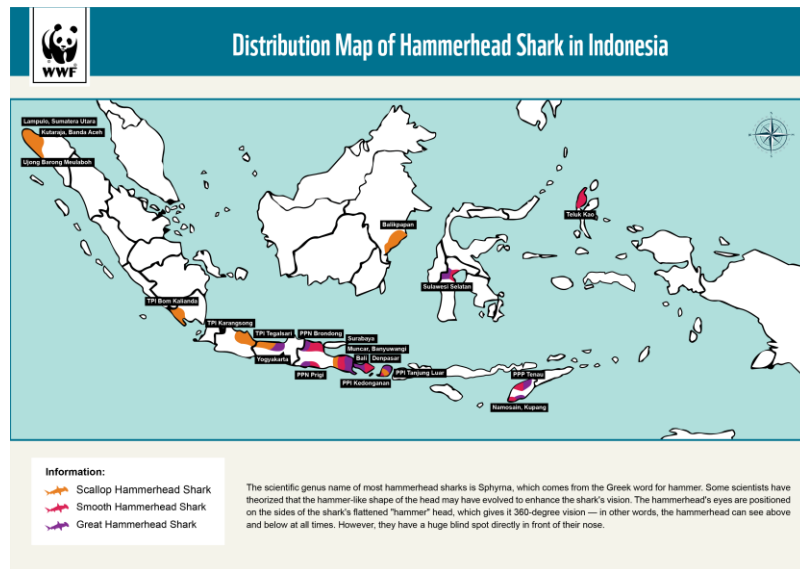 WWF
Distribution Map of Hammerhead Shark in Indonesia
Lampulo, Sumatera Utara
Kutaraja, Banda Aceh
Ujong Barong Meulaboh
Balikpapan
Teluk Kao
Sulawesi Selatan
TPI Bom Kalianda
TPI Karangsong
TPI Tegalsari
PPN Brondong
Surabaya
Muncar, Banyuwangi
Yogyakarta
Bali
Denpasar
PPN Prigi
PPI Kedonganan
PPI Tanjung Luar
PPP Tenau
Namosain, Kupang
Information:
Scallop Hammerhead Shark
Smooth Hammerhead Shark
Great Hammerhead Shark
The scientific genus name of most hammerhead sharks is Sphyrna, which comes from the Greek word for hammer. Some scientists have
theorized that the hammer-like shape of the head may have evolved to enhance the shark's vision. The hammerhead's eyes are positioned
on the sides of the shark's flattened "hammer" head, which gives it 360-degree vision — in other words, the hammerhead can see above
and below at all times. However, they have a huge blind spot directly in front of their nose.